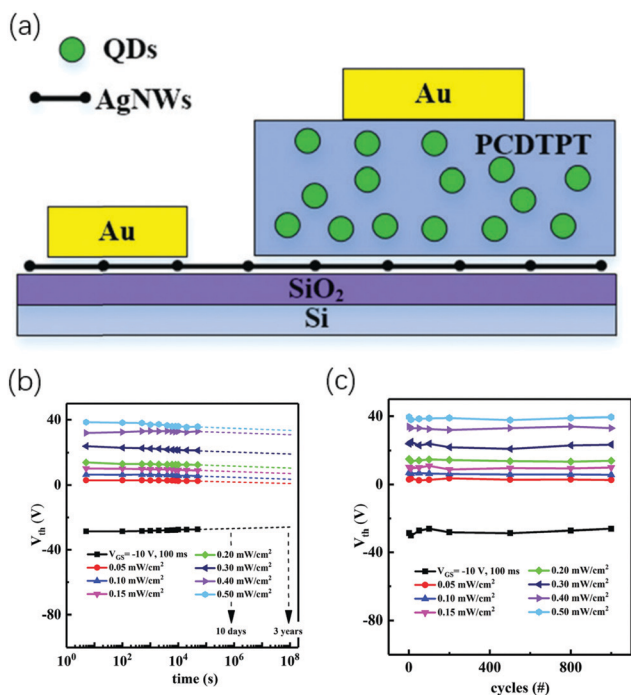 (a)
QDs
AgNWs
Au
PCDTPT
Au
SiO₂
Si
(b)
V_th (V)
40
0
-40
-80
V_GS= -10 V, 100 ms
0.05 mW/cm²
0.10 mW/cm²
0.15 mW/cm²
0.20 mW/cm²
0.30 mW/cm²
0.40 mW/cm²
0.50 mW/cm²
10 days
3 years
10⁰ 10² 10⁴ 10⁶ 10⁸
time (s)
(c)
V_th (V)
40
0
-40
-80
V_GS= -10 V, 100 ms
0.05 mW/cm²
0.10 mW/cm²
0.15 mW/cm²
0.20 mW/cm²
0.30 mW/cm²
0.40 mW/cm²
0.50 mW/cm²
0 400 800
cycles (#)